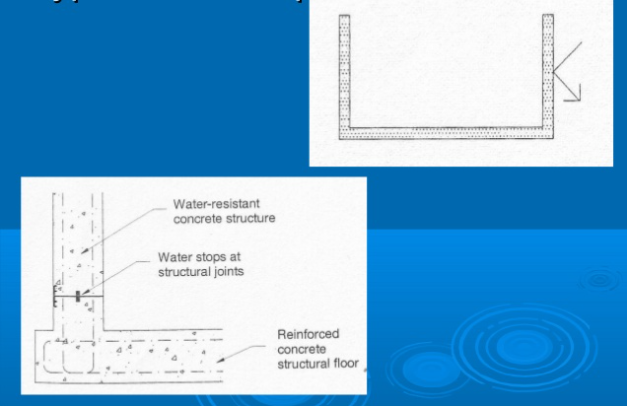 Water-resistant
concrete structure
Water stops at
structural joints
Reinforced
concrete
structural floor